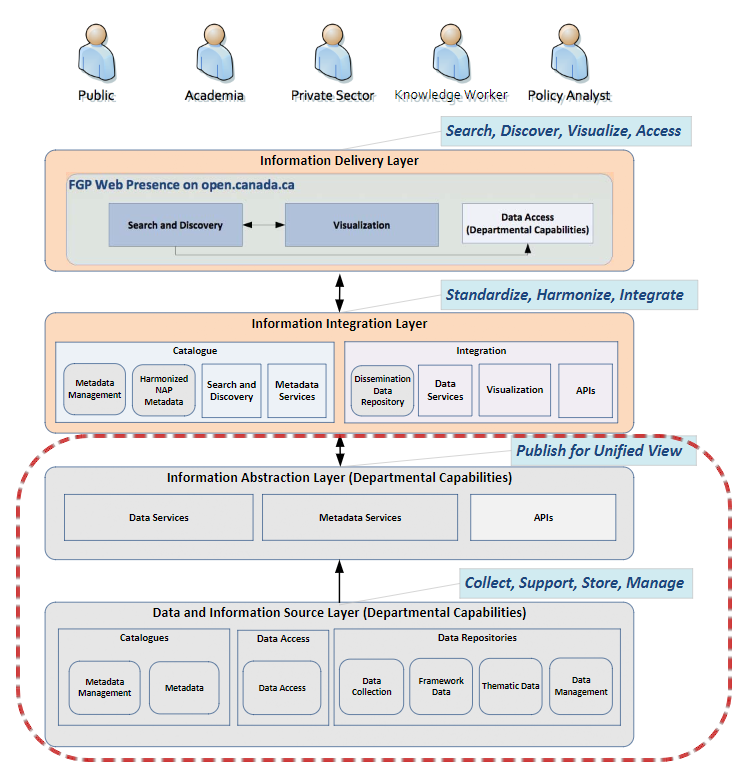 Public
Academia
Private Sector
Knowledge Worker
Policy Analyst
Search, Discover, Visualize, Access
Information Delivery Layer
FGP Web Presence on open.canada.ca
Search and Discovery
Visualization
Data Access
(Departmental Capabilities)
Standardize, Harmonize, Integrate
Information Integration Layer
Catalogue
Metadata
Management
Harmonized
NAP
Metadata
Search and
Discovery
Metadata
Services
Integration
Dissemination
Data
Repository
Data
Services
Visualization
APIs
Publish for Unified View
Information Abstraction Layer (Departmental Capabilities)
Data Services
Metadata Services
APIs
Collect, Support, Store, Manage
Data and Information Source Layer (Departmental Capabilities)
Catalogues
Metadata
Management
Metadata
Data Access
Data Access
Data Repositories
Data
Collection
Framework
Data
Thematic Data
Data
Management